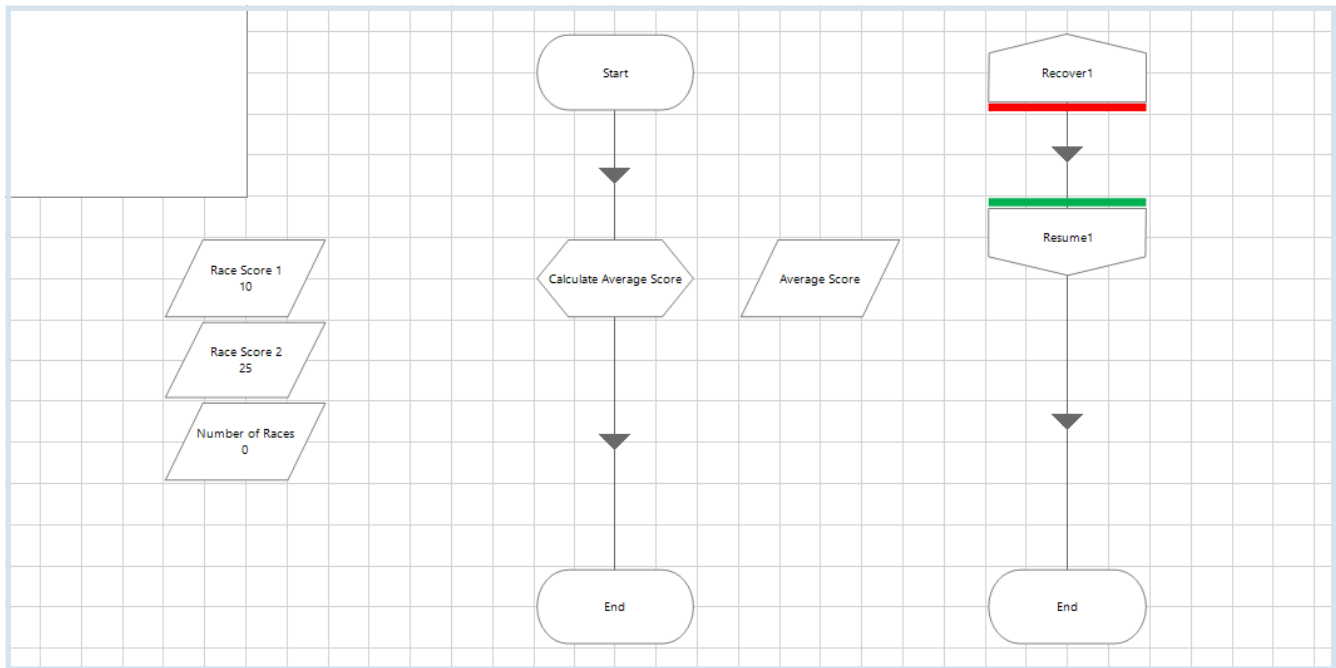 Start
Recover1
Resume1
Race Score 1
10
Calculate Average Score
Average Score
Race Score 2
25
Number of Races
0
End
End